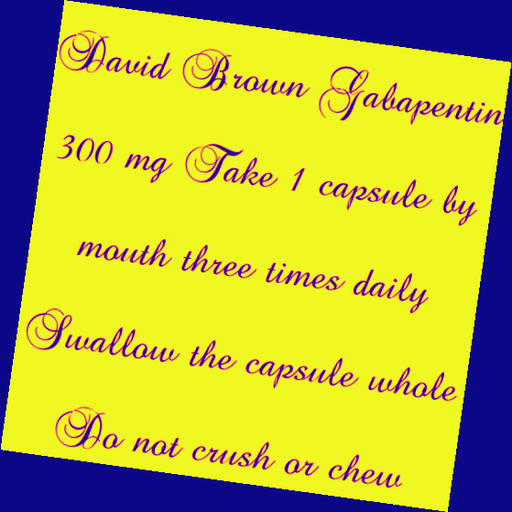 David Brown Gabapentin
300 mg Take 1 capsule by
mouth three times daily
Swallow the capsule whole
Do not crush or chew